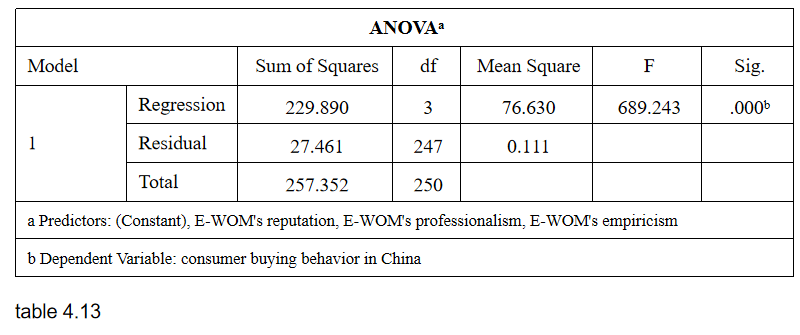 ANOVAᵃ
Model Sum of Squares df Mean Square F Sig.
1 Regression 229.890 3 76.630 689.243 .000ᵇ
Residual 27.461 247 0.111
Total 257.352 250
a Predictors: (Constant), E-WOM's reputation, E-WOM's professionalism, E-WOM's empiricism
b Dependent Variable: consumer buying behavior in China
table 4.13